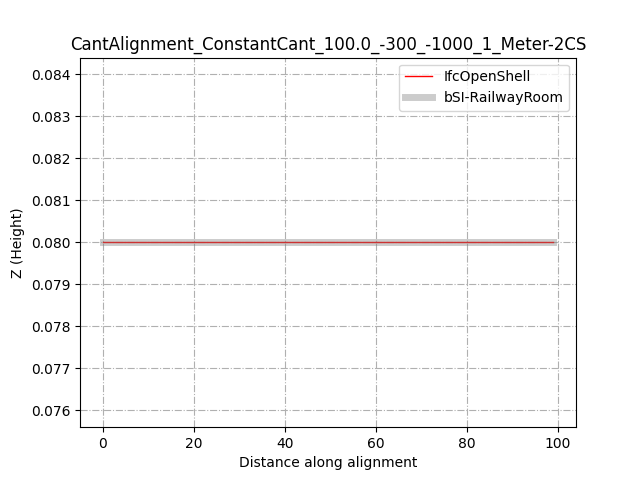 CantAlignment_ConstantCant_100.0_-300_-1000_1_Meter-2CS
IfcOpenShell
bSI-RailwayRoom
0.084
0.083
0.082
0.081
0.080
0.079
0.078
0.077
0.076
Z (Height)
0 20 40 60 80 100
Distance along alignment